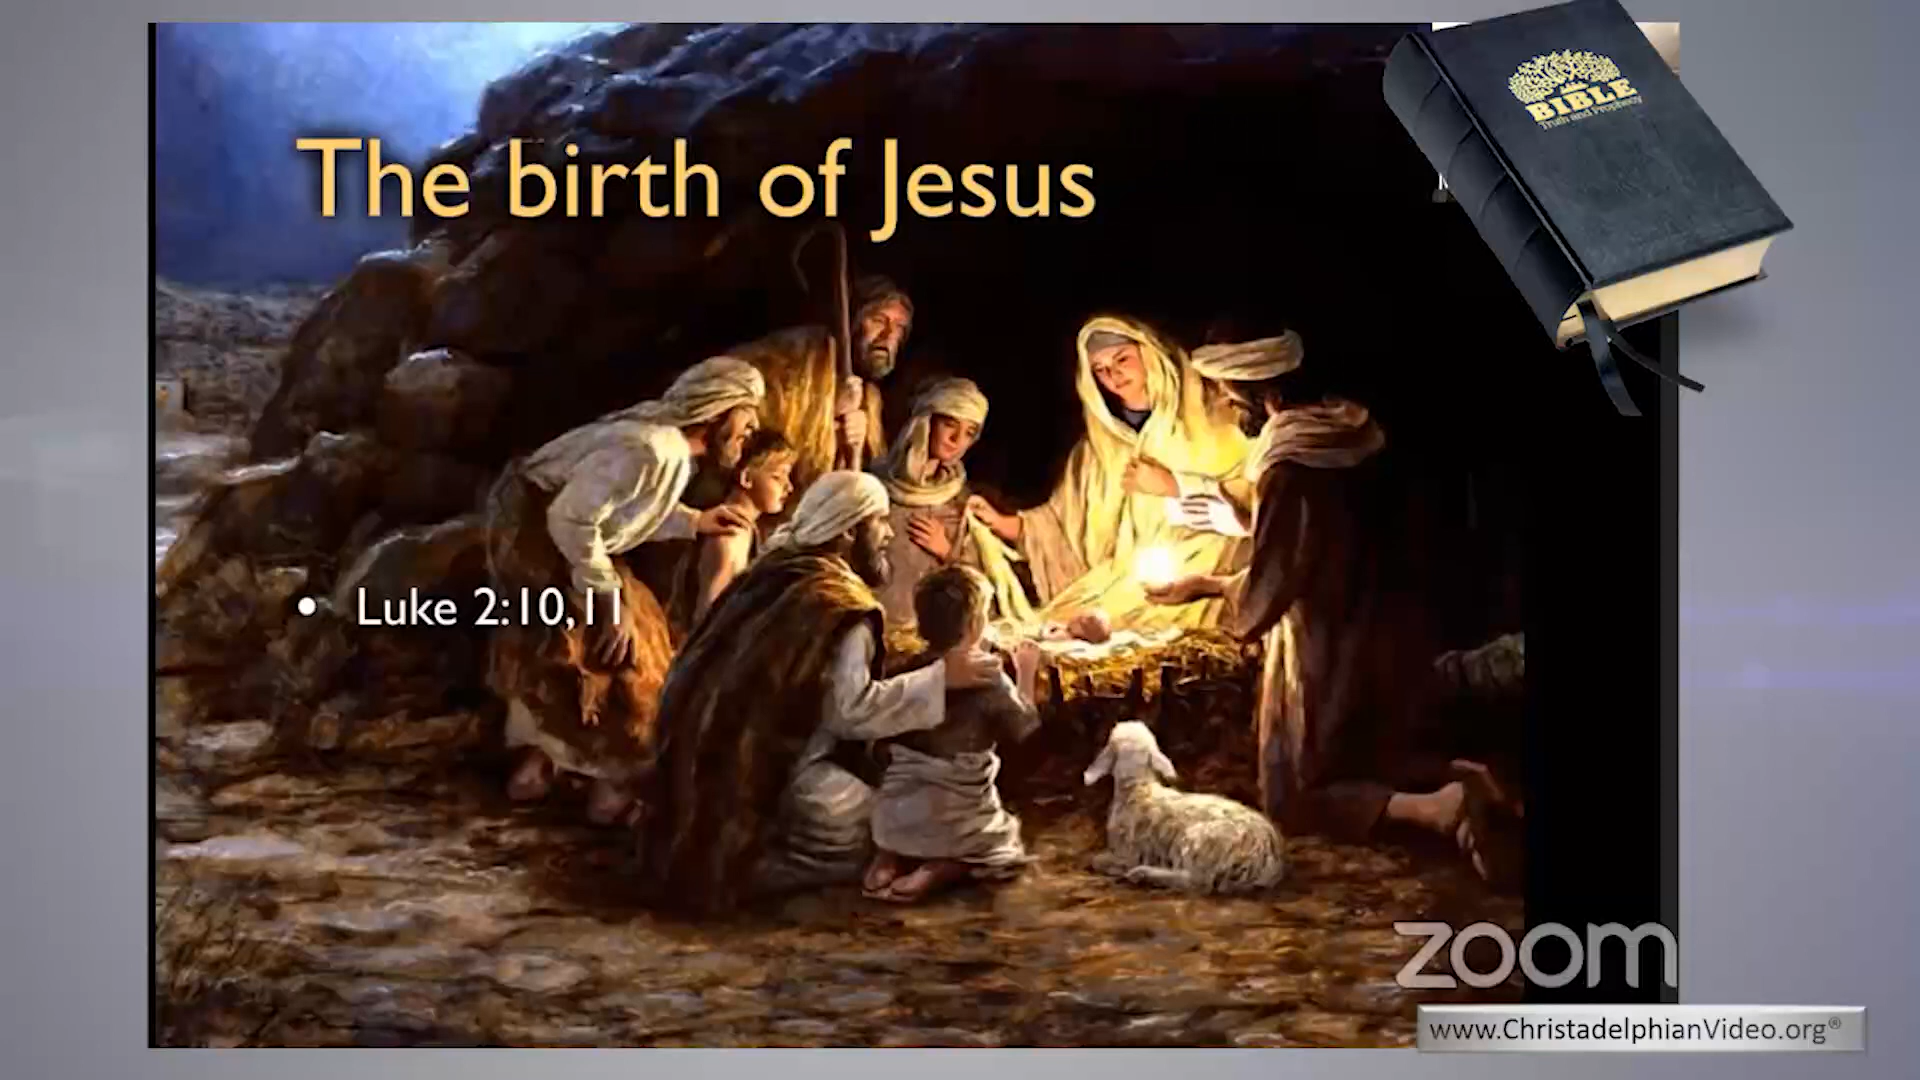 The birth of Jesus
• Luke 2:10,11
BIBLE
Truth and Prophecy
zoom
www.ChristadelphianVideo.org®